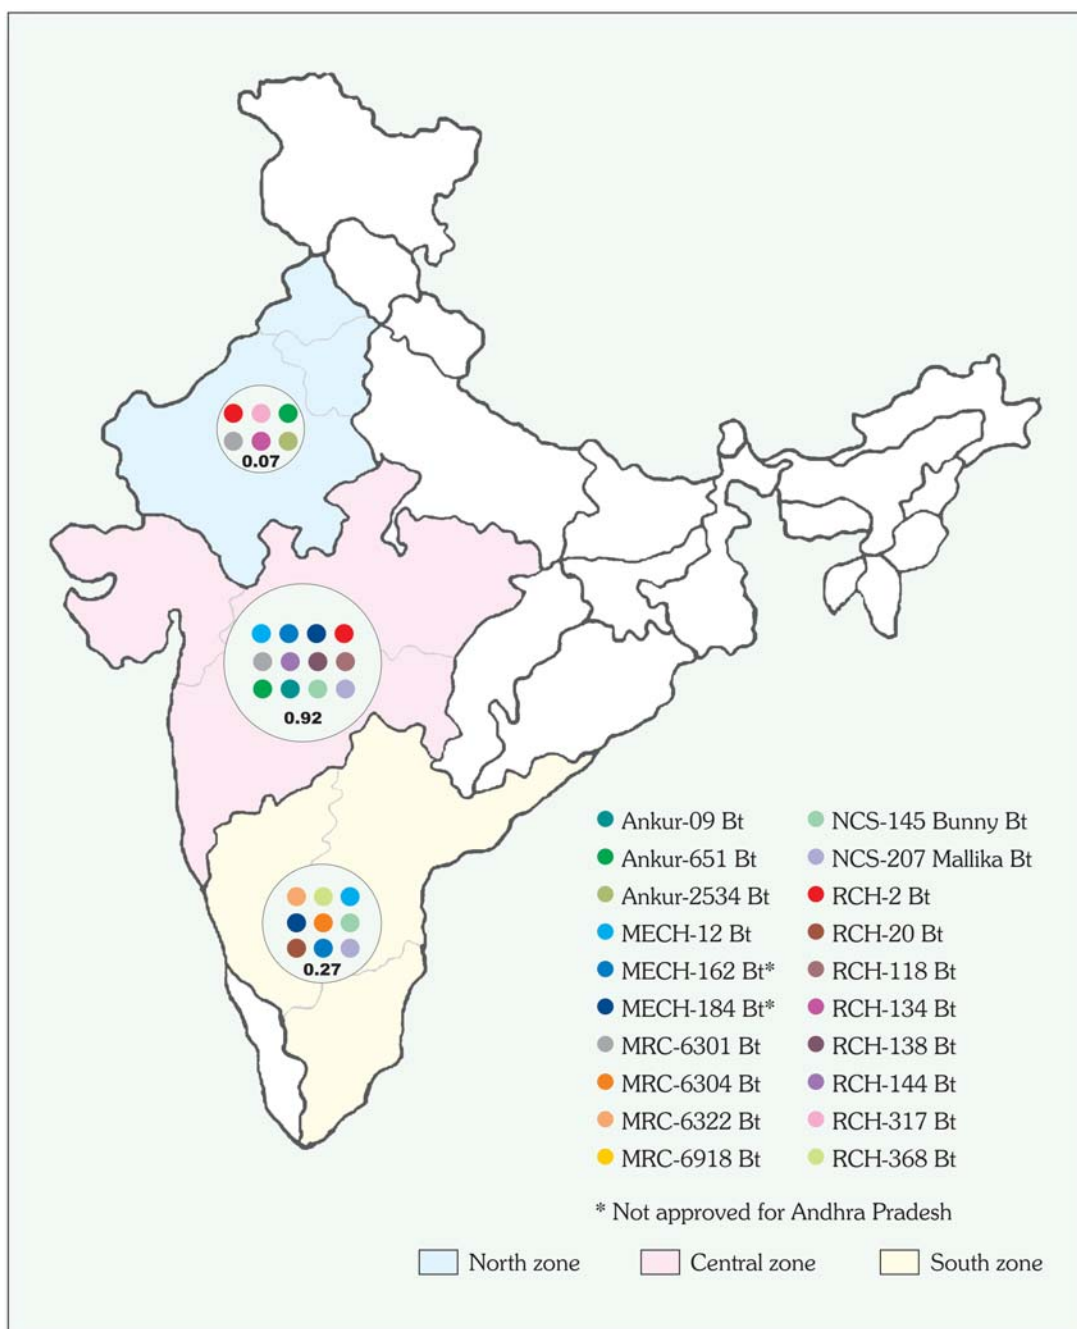 0.07
0.92
0.27
Ankur-09 Bt
Ankur-651 Bt
Ankur-2534 Bt
MECH-12 Bt
MECH-162 Bt*
MECH-184 Bt*
MRC-6301 Bt
MRC-6304 Bt
MRC-6322 Bt
MRC-6918 Bt
NCS-145 Bunny Bt
NCS-207 Mallika Bt
RCH-2 Bt
RCH-20 Bt
RCH-118 Bt
RCH-134 Bt
RCH-138 Bt
RCH-144 Bt
RCH-317 Bt
RCH-368 Bt
* Not approved for Andhra Pradesh
North zone
Central zone
South zone